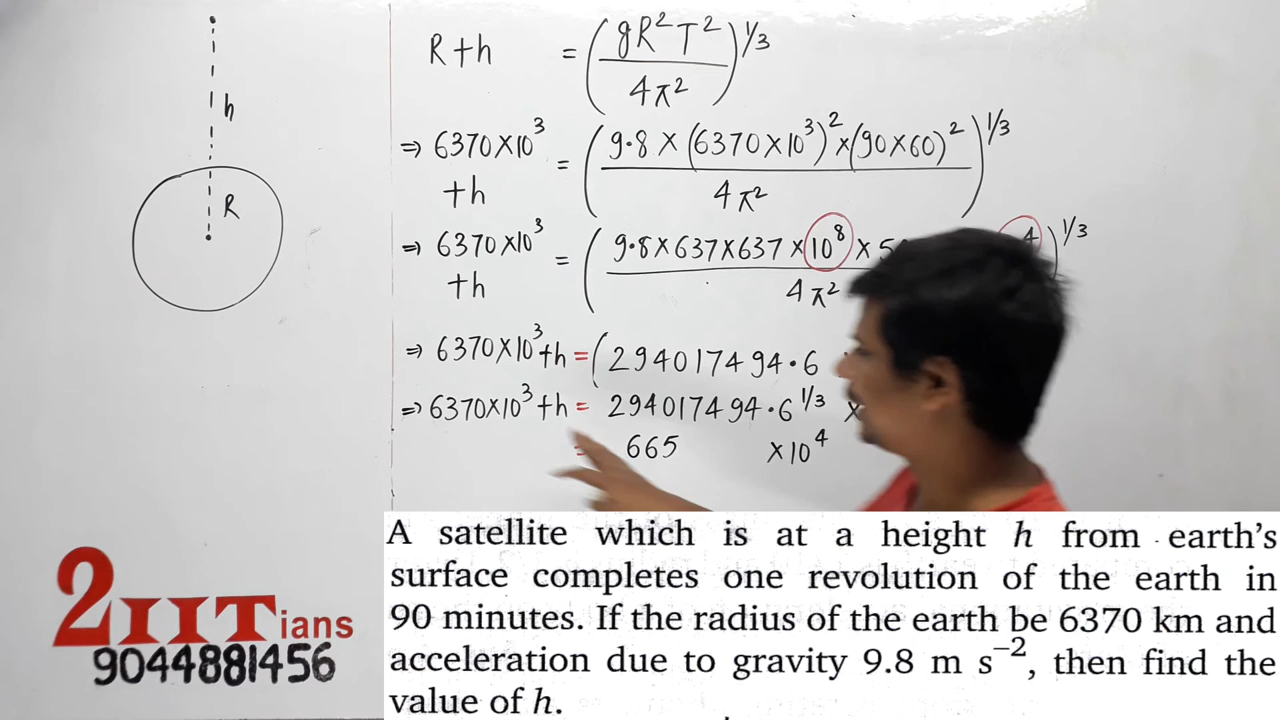 h
R
R+h = (gR²T²/4π²)^1/3
⇒ 6370×10³ +h = (9.8 × (6370×10³)² × (90×60)²/4π²)^1/3
⇒ 6370×10³ +h = (9.8×637×637×10⁸ × 4π²)^1/3
⇒ 6370×10³+h = (294017494.6
⇒ 6370×10³+h = 294017494.6^1/3 ×
= 665 ×10⁴
A satellite which is at a height h from earth's
surface completes one revolution of the earth in
90 minutes. If the radius of the earth be 6370 km and
acceleration due to gravity 9.8 m s⁻², then find the
value of h.
2IITians
9044881456